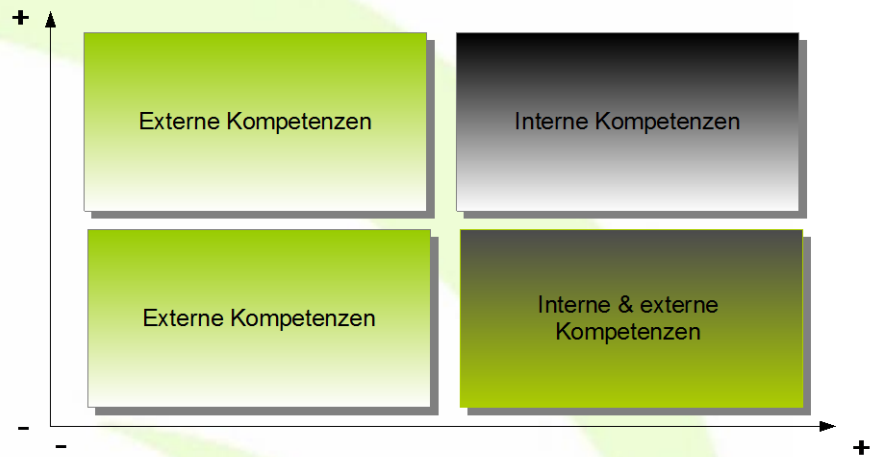 +
Externe Kompetenzen
Interne Kompetenzen
Externe Kompetenzen
Interne & externe
Kompetenzen
-
-
+